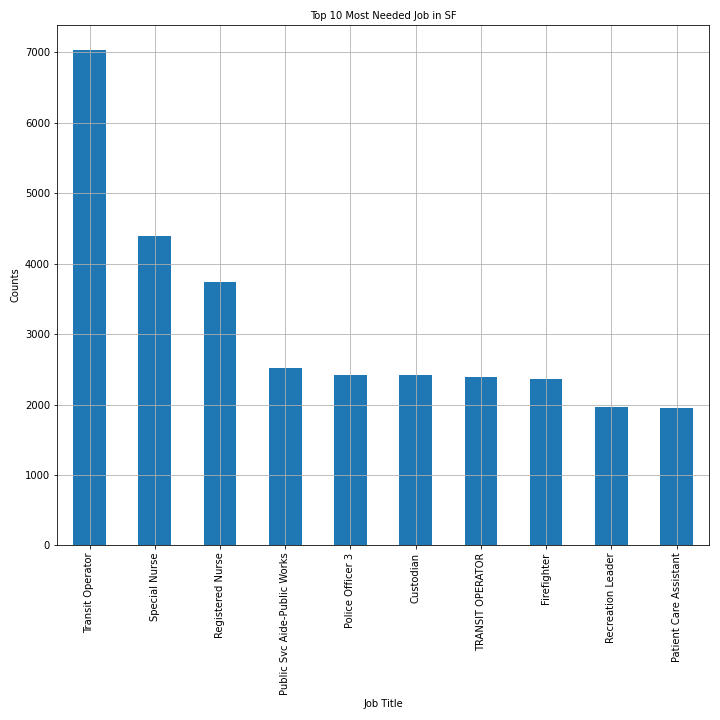 Top 10 Most Needed Job in SF
Counts
7000
6000
5000
4000
3000
2000
1000
0
Transit Operator
Special Nurse
Registered Nurse
Public Svc Aide-Public Works
Police Officer 3
Custodian
TRANSIT OPERATOR
Firefighter
Recreation Leader
Patient Care Assistant
Job Title